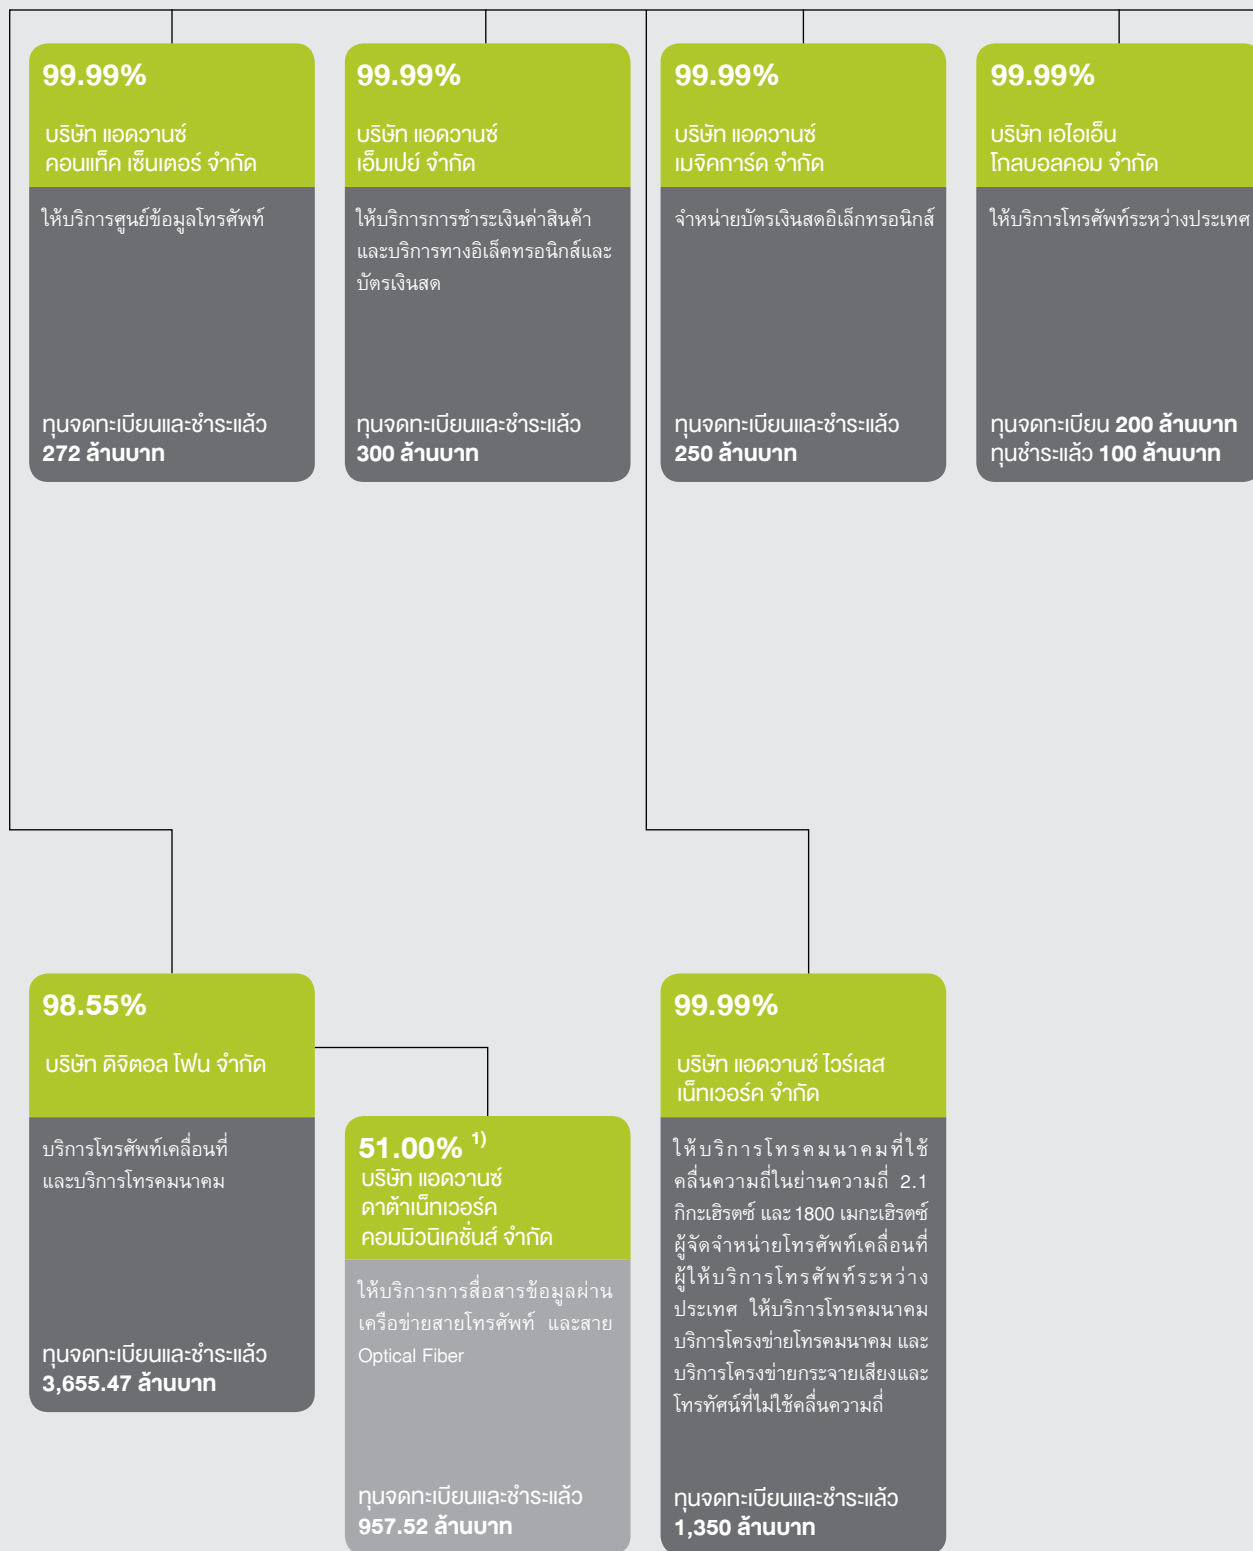 99.99%
บริษัท แอดวานซ์
คอนแท็ค เซ็นเตอร์ จำกัด
ให้บริการศูนย์ข้อมูลโทรศัพท์
ทุนจดทะเบียนและชำระแล้ว
272 ล้านบาท
99.99%
บริษัท แอดวานซ์
เอ็มเปย์ จำกัด
ให้บริการการชำระเงินค่าสินค้า
และบริการทางอิเล็คทรอนิกส์และ
บัตรเงินสด
ทุนจดทะเบียนและชำระแล้ว
300 ล้านบาท
99.99%
บริษัท แอดวานซ์
เมจิคการ์ด จำกัด
จำหน่ายบัตรเงินสดอิเล็กทรอนิกส์
ทุนจดทะเบียนและชำระแล้ว
250 ล้านบาท
99.99%
บริษัท เอไอเอ็น
โกลบอลคอม จำกัด
ให้บริการโทรศัพท์ระหว่างประเทศ
ทุนจดทะเบียน 200 ล้านบาท
ทุนชำระแล้ว 100 ล้านบาท
98.55%
บริษัท ดิจิตอล โฟน จำกัด
บริการโทรศัพท์เคลื่อนที่
และบริการโทรคมนาคม
ทุนจดทะเบียนและชำระแล้ว
3,655.47 ล้านบาท
51.00% 1)
บริษัท แอดวานซ์
ดาต้าเน็ทเวอร์ค
คอมมิวนิเคชั่นส์ จำกัด
ให้บริการการสื่อสารข้อมูลผ่าน
เครือข่ายสายโทรศัพท์ และสาย
Optical Fiber
ทุนจดทะเบียนและชำระแล้ว
957.52 ล้านบาท
99.99%
บริษัท แอดวานซ์ ไวร์เลส
เน็ทเวอร์ค จำกัด
ให้บริการโทรคมนาคมที่ใช้
คลื่นความถี่ในย่านความถี่ 2.1
กิกะเฮิรตซ์ และ 1800 เมกะเฮิรตซ์
ผู้จัดจำหน่ายโทรศัพท์เคลื่อนที่
ผู้ให้บริการโทรศัพท์ระหว่าง
ประเทศ ให้บริการโทรคมนาคม
บริการโครงข่ายโทรคมนาคม และ
บริการโครงข่ายกระจายเสียงและ
โทรทัศน์ที่ไม่ใช้คลื่นความถี่
ทุนจดทะเบียนและชำระแล้ว
1,350 ล้านบาท